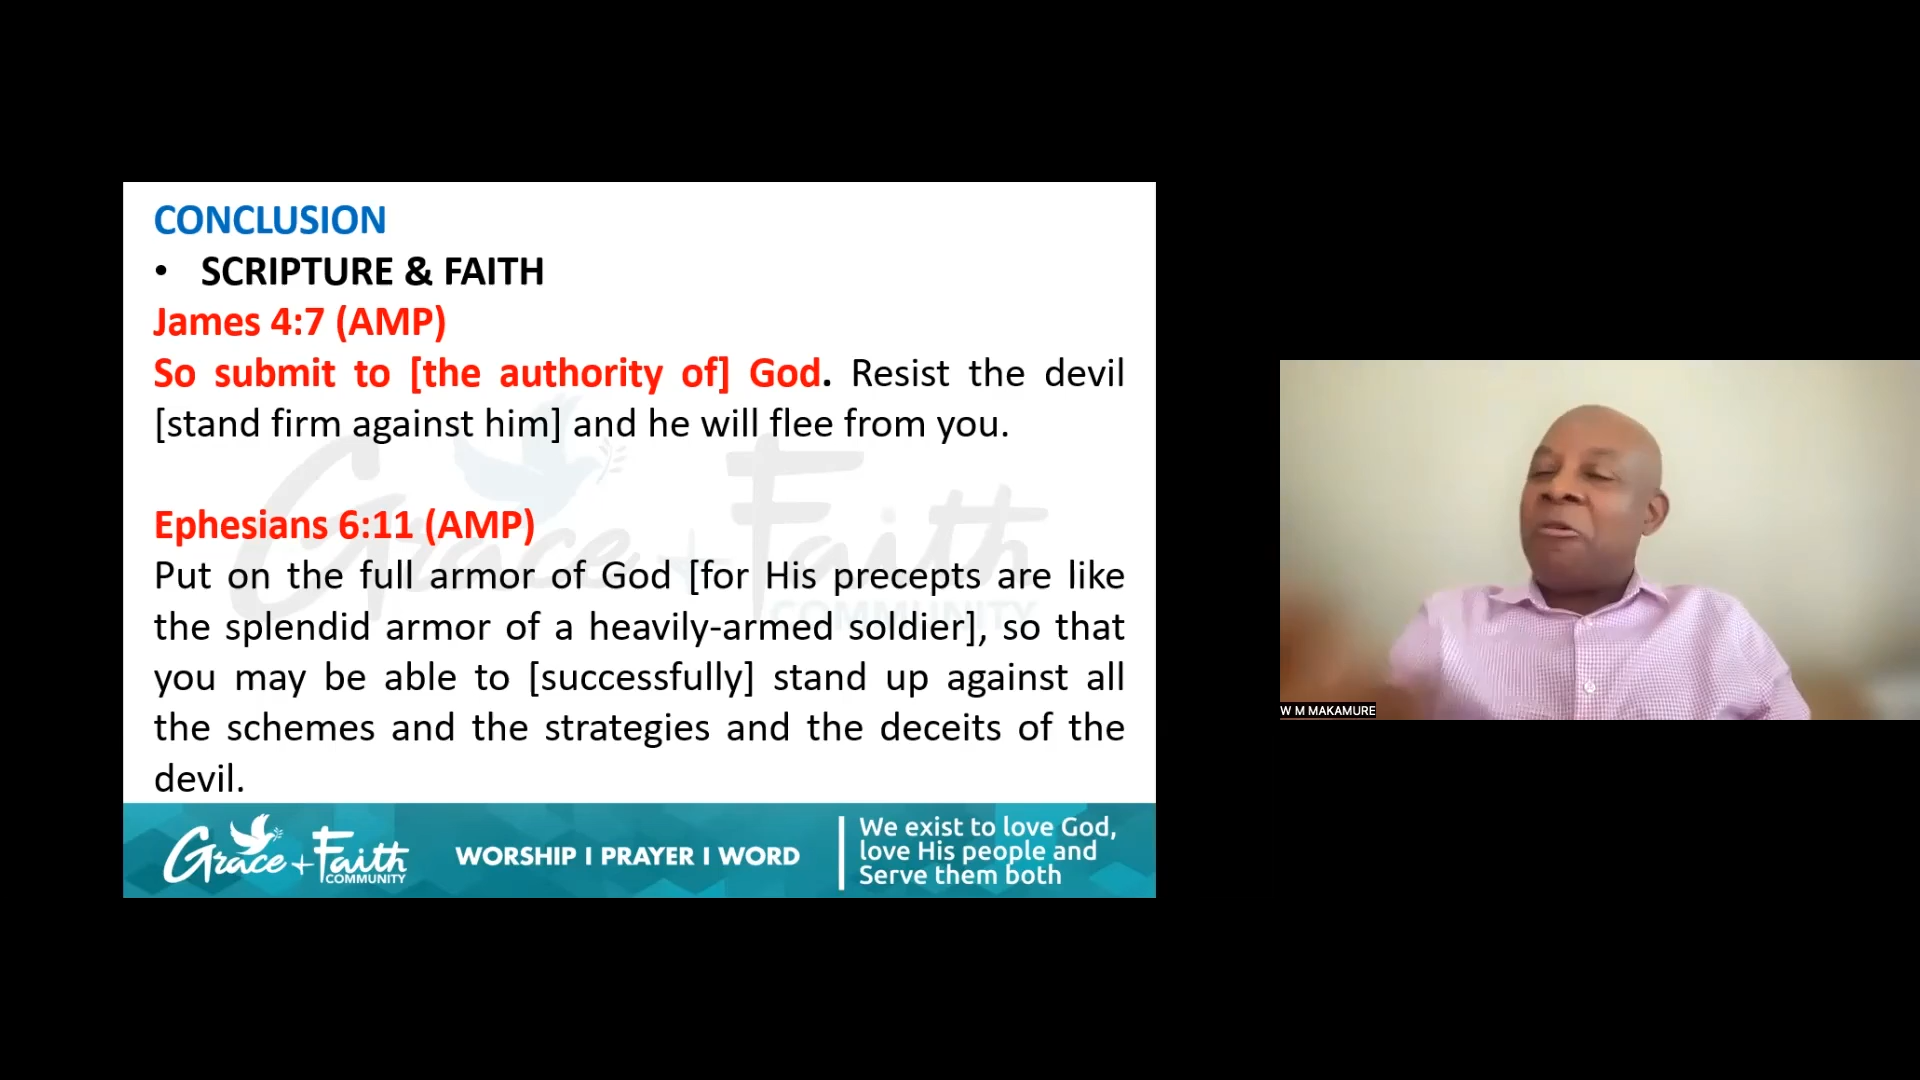 CONCLUSION
• SCRIPTURE & FAITH
James 4:7 (AMP)
So submit to [the authority of] God. Resist the devil
[stand firm against him] and he will flee from you.
Ephesians 6:11 (AMP)
Put on the full armor of God [for His precepts are like
the splendid armor of a heavily-armed soldier], so that
you may be able to [successfully] stand up against all
the schemes and the strategies and the deceits of the
devil.
Grace + Faith
COMMUNITY
Grace + Faith
COMMUNITY
WORSHIP I PRAYER I WORD
We exist to love God,
love His people and
Serve them both
W M MAKAMURE